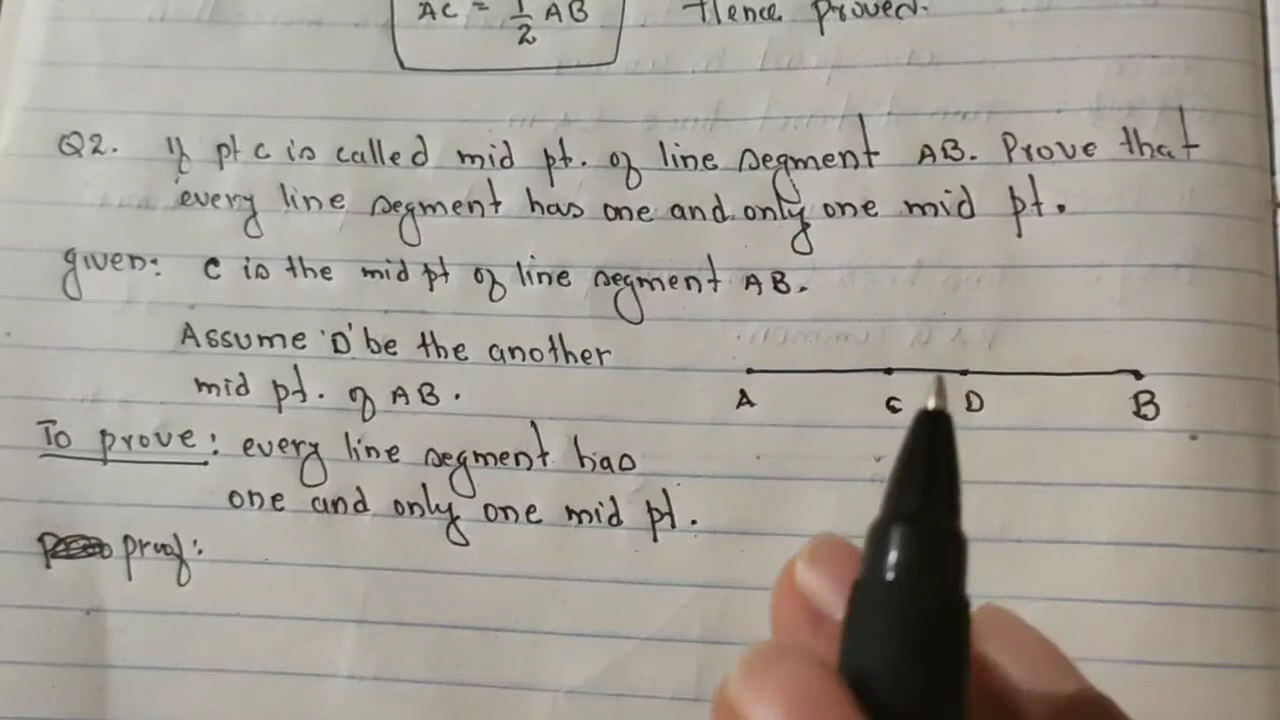 AC = 1/2 AB Hence proved.
Q2. If pt c is called mid pt. of line segment AB. Prove that
every line segment has one and only one mid pt.
given: C is the mid pt of line segment AB.
Assume 'D' be the another
mid pt. of AB.
A C D B
To prove: every line segment has
one and only one mid pt.
proof: